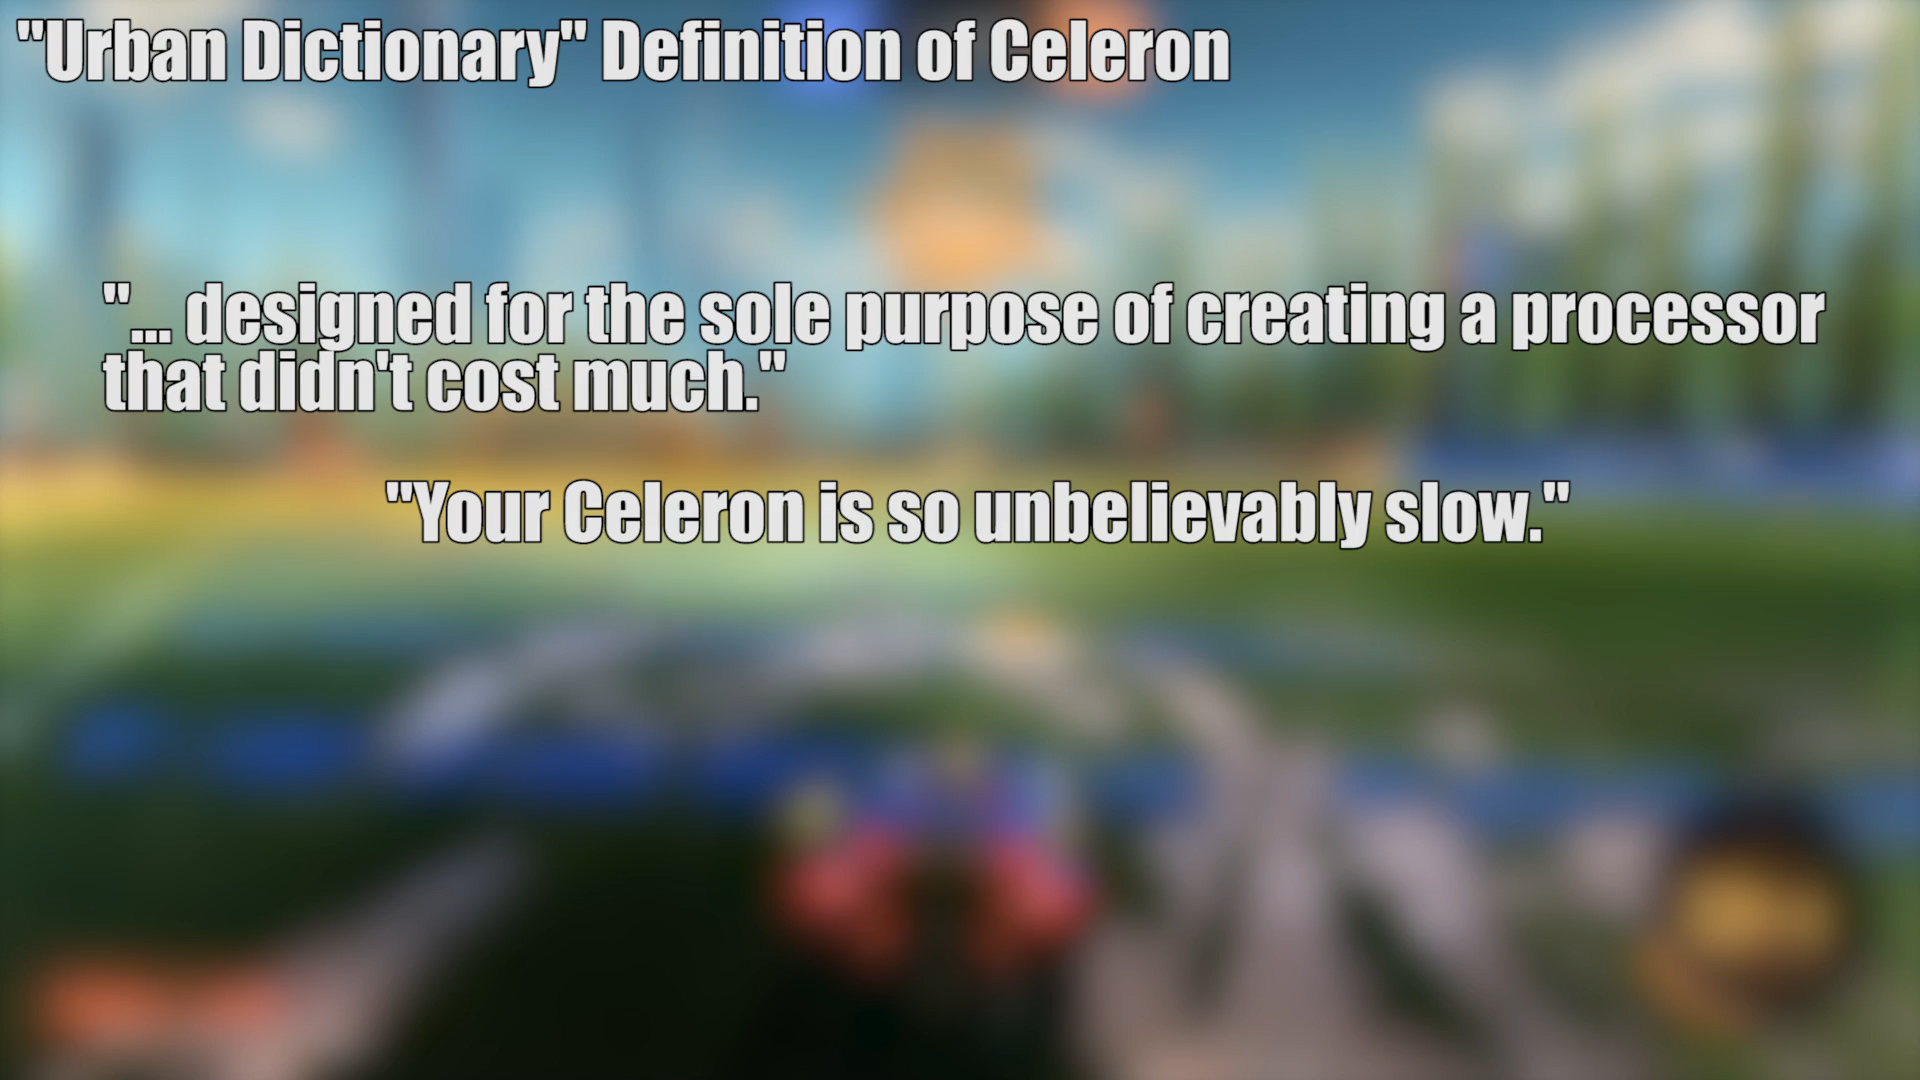 "Urban Dictionary" Definition of Celeron
"... designed for the sole purpose of creating a processor
that didn't cost much."
"Your Celeron is so unbelievably slow."